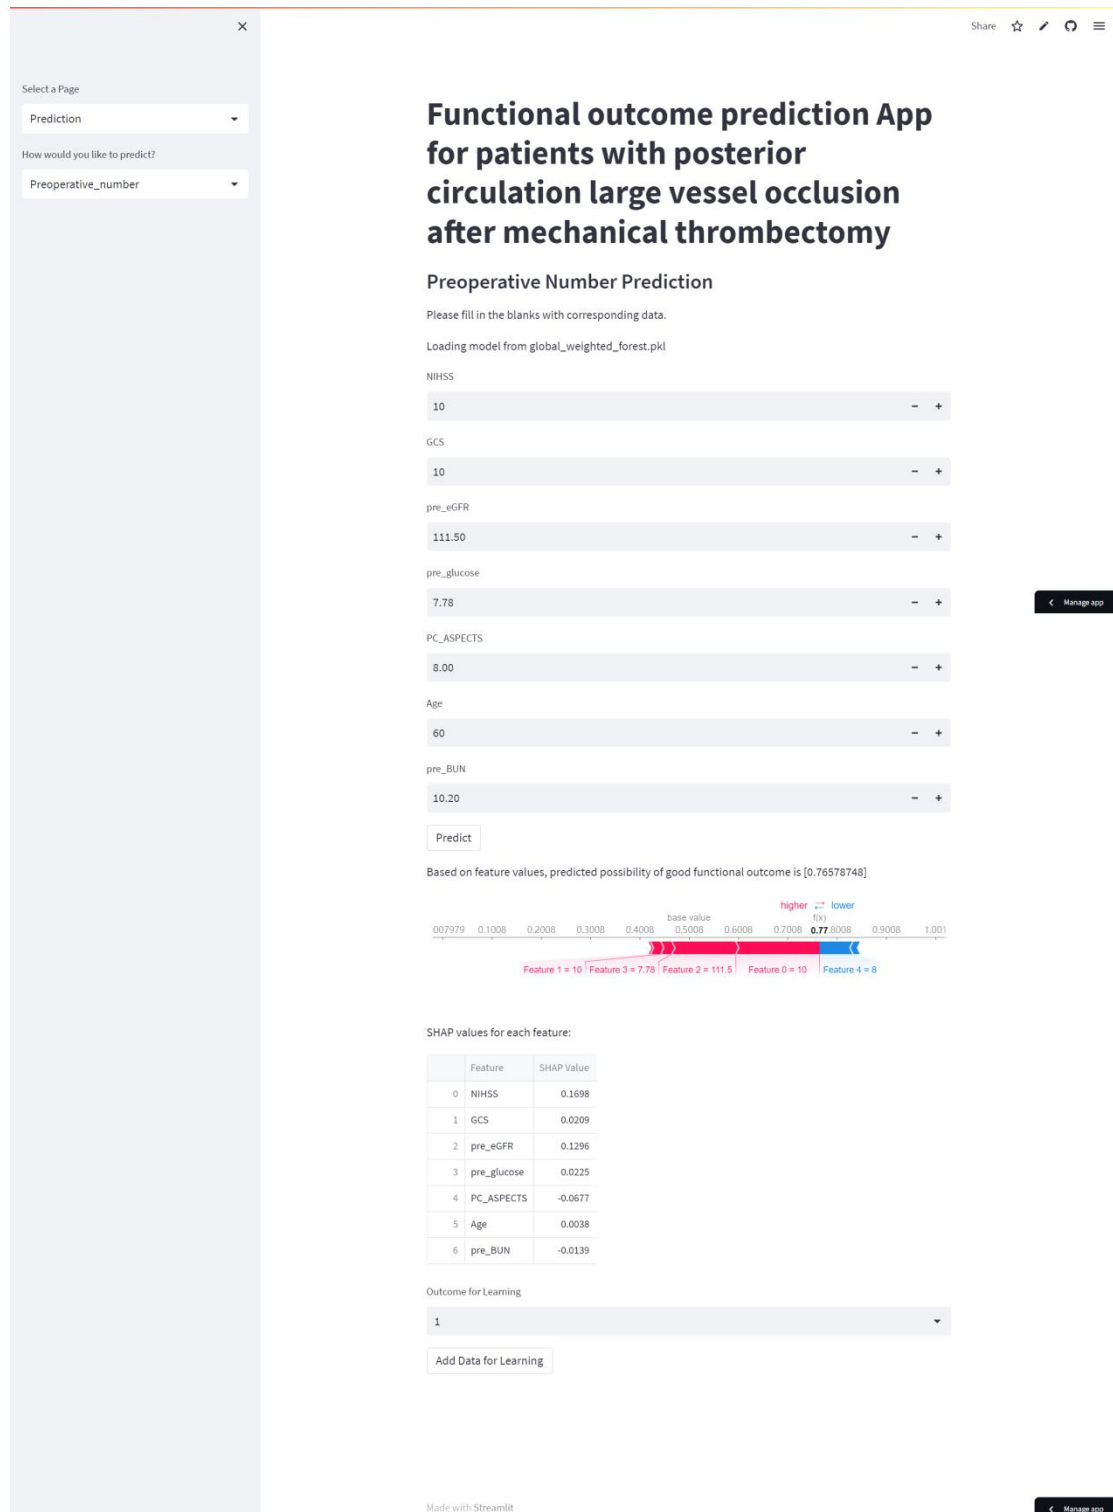 Share
Select a Page
Prediction
How would you like to predict?
Preoperative_number
Functional outcome prediction App
for patients with posterior
circulation large vessel occlusion
after mechanical thrombectomy
Preoperative Number Prediction
Please fill in the blanks with corresponding data.
Loading model from global_weighted_forest.pkl
NIHSS
10
GCS
10
pre_eGFR
111.50
pre_glucose
7.78
Manage app
PC_ASPECTS
8.00
Age
60
pre_BUN
10.20
Predict
Based on feature values, predicted possibility of good functional outcome is [0.76578748]
higher lower
base value f(x)
007979 0.1008 0.2008 0.3008 0.4008 0.5008 0.6008 0.7008 0.77 .8008 0.9008 1.001
Feature 1 = 10 Feature 3 = 7.78 Feature 2 = 111.5 Feature 0 = 10 Feature 4 = 8
SHAP values for each feature:
Feature SHAP Value
0 NIHSS 0.1698
1 GCS 0.0209
2 pre_eGFR 0.1296
3 pre_glucose 0.0225
4 PC_ASPECTS -0.0677
5 Age 0.0038
6 pre_BUN -0.0139
Outcome for Learning
1
Add Data for Learning
Made with Streamlit
Manage app